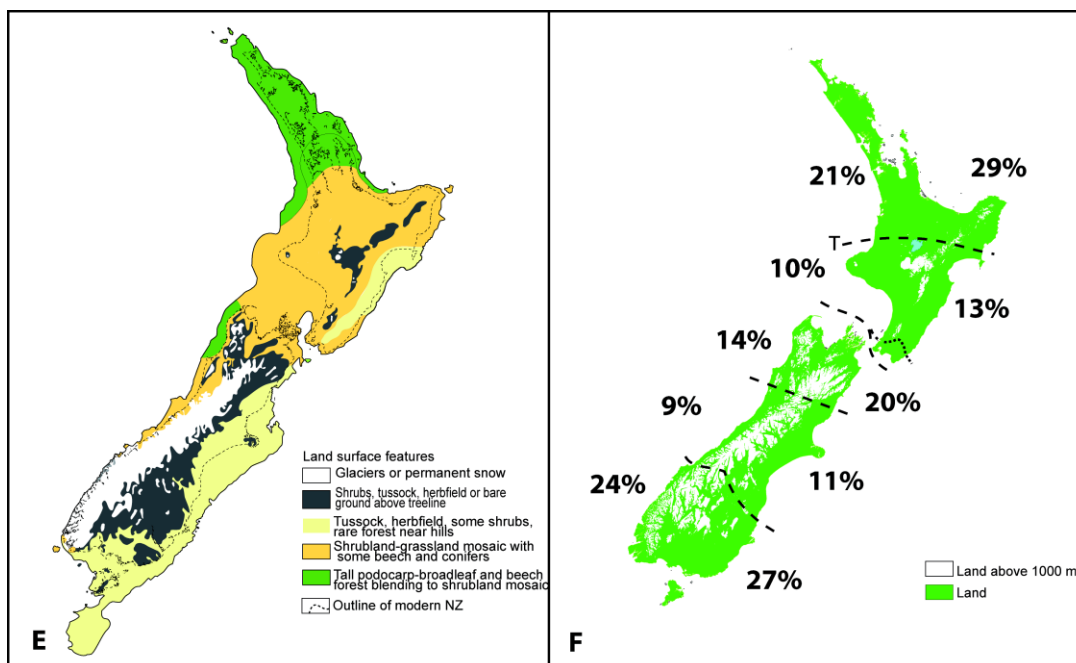 Land surface features
Glaciers or permanent snow
Shrubs, tussock, herbfield or bare
ground above treeline
Tussock, herbfield, some shrubs,
rare forest near hills
Shrubland-grassland mosaic with
some beech and conifers
Tall podocarp-broadleaf and beech
forest blending to shrubland mosaic
Outline of modern NZ
E
21%
29%
T
10%
13%
14%
20%
9%
11%
24%
27%
Land above 1000 m
Land
F